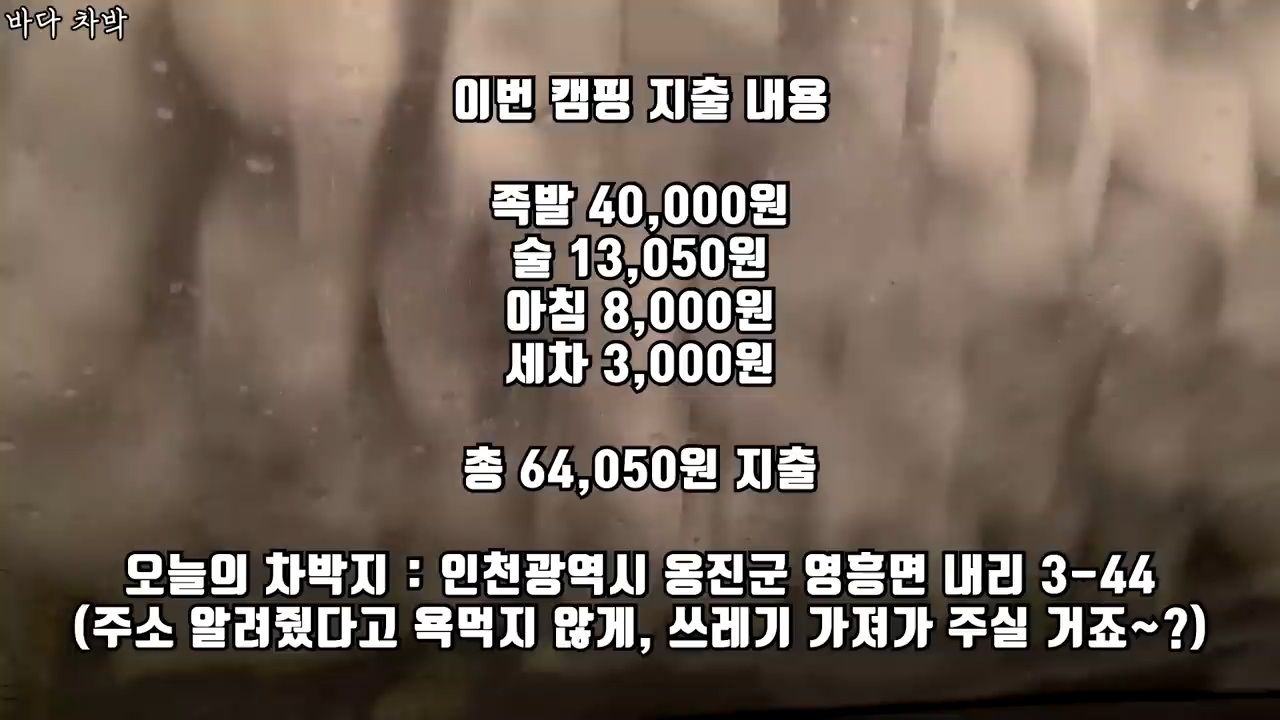 바다 차박
이번 캠핑 지출 내용
족발 40,000원
술 13,050원
아침 8,000원
세차 3,000원
총 64,050원 지출
오늘의 차박지 : 인천광역시 옹진군 영흥면 내리 3-44
(주소 알려줬다고 욕먹지 않게, 쓰레기 가져가 주실 거죠~?)